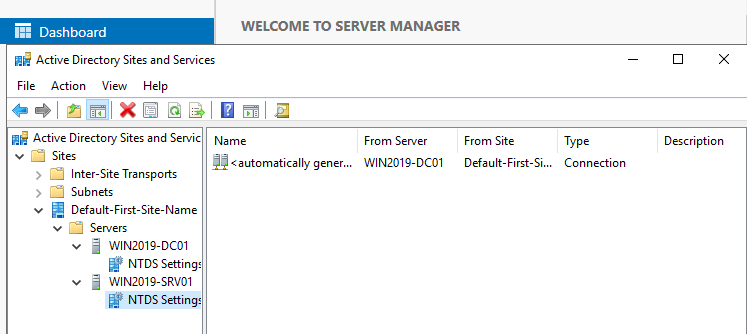 Dashboard
WELCOME TO SERVER MANAGER
Active Directory Sites and Services
File Action View Help
Active Directory Sites and Servic
Name From Server From Site Type Description
Sites
<automatically gener... WIN2019-DC01 Default-First-Si... Connection
Inter-Site Transports
Subnets
Default-First-Site-Name
Servers
WIN2019-DC01
NTDS Settings
WIN2019-SRV01
NTDS Settings